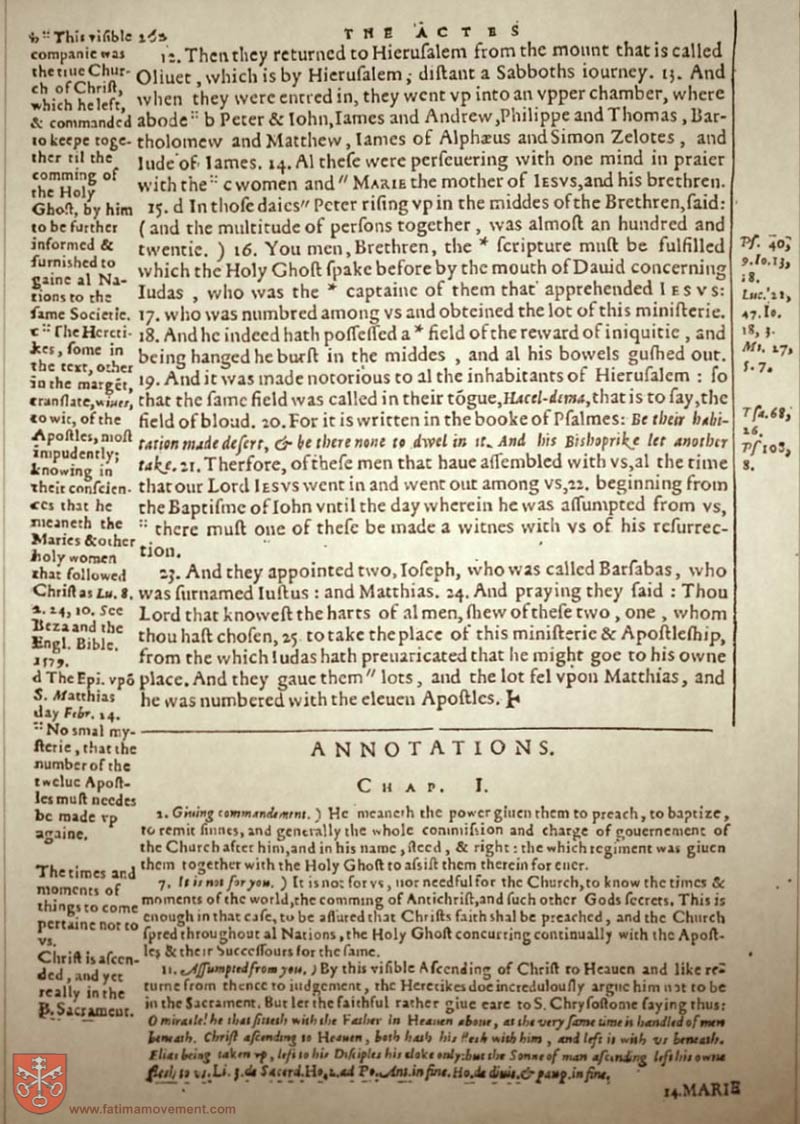 262 THE ACTES
12. Then they returned to Hieruſalem from the mount that is called
Oliuet, which is by Hieruſalem, diſtant a Sabboths iourney. 13. And
when they were entred in, they went vp into an vpper chamber, where
abode :: b Peter & Iohn, Iames and Andrew, Philippe and Thomas, Bar-
tholomew and Matthew, Iames of Alphæus and Simon Zelotes, and
Iude of Iames. 14. Al theſe were perſeuering with one mind in praier
with the :: c women and " MARIE the mother of IESVS, and his brethren.
15. d In thoſe daies " Peter riſing vp in the middes of the Brethren, ſaid:
(and the multitude of perſons together, was almoſt an hundred and
twentie.) 16. You men, Brethren, the * ſcripture muſt be fulfilled
which the Holy Ghoſt ſpake before by the mouth of Dauid concerning
Iudas, who was the * captaine of them that apprehended IESVS:
17. who was numbred among vs and obteined the lot of this miniſterie.
18. And he indeed hath poſſeſſed a * field of the reward of iniquitie, and
being hanged he burſt in the middes, and al his bowels guſhed out.
19. And it was made notorious to al the inhabitants of Hieruſalem: ſo
that the ſame field was called in their tõgue, Hacel-dema, that is to ſay, the
field of bloud. 20. For it is written in the booke of Pſalmes: Be their habi-
tation made deſert, & be there none to dwel in it. And his Biſhoprike let another
take. 21. Therfore, of theſe men that haue aſſembled with vs, al the time
that our Lord IESVS went in and went out among vs, 22. beginning from
the Baptiſme of Iohn vntil the day wherein he was aſſumpted from vs,
:: there muſt one of theſe be made a witnes with vs of his reſurrec-
tion.
23. And they appointed two, Ioſeph, who was called Barſabas, who
was ſurnamed Iuſtus: and Matthias. 24. And praying they ſaid: Thou
Lord that knoweſt the harts of al men, ſhew of theſe two, one, whom
thou haſt choſen, 25 to take the place of this miniſterie & Apoſtleſhip,
from the which Iudas hath preuaricated that he might goe to his owne
place. And they gaue them " lots, and the lot fel vpon Matthias, and
he was numbered with the eleuen Apoſtles.
b :: This viſible
companie was
the true Chur-
ch of Chriſt,
which he left,
& commanded
to keepe toge-
ther til the
comming of
the Holy
Ghoſt, by him
to be further
informed &
furniſhed to
gaine al Na-
tions to the
ſame Societie.
c :: The Hereti-
kes, ſome in
the text, other
in the marget,
tranſlate, wiues,
to wit, of the
Apoſtles, moſt
impudently;
knowing in
their conſcien-
ces that he
meaneth the
Maries & other
holy women
that followed
Chriſt as Lu. 8.
2. 24, 10. See
Beza and the
Engl. Bible.
1579.
d The Epi. vpõ
S. Matthias
day Febr. 24.
:: No smal my-
ſterie, that the
number of the
twelue Apoſt-
les muſt needes
be made vp
againe.
Pſ. 40,
9. Io. 13,
18.
Luc. 22,
47. Io.
18, 3.
Mt. 27,
5. 7.
Pſa. 68,
26.
Pſ 108,
8.
ANNOTATIONS.
CHAP. I.
2. Giuing commandement.) He meaneth the power giuen them to preach, to baptize,
to remit ſinnes, and generally the whole commiſsion and charge of gouernement of
the Church after him, and in his name, ſteed, & right: the which regiment was giuen
them together with the Holy Ghoſt to aſsiſt them therein for euer.
7. It is not for you.) It is not for vs, nor needful for the Church, to know the times &
moments of the world, the comming of Antichriſt, and ſuch other Gods ſecrets. This is
enough in that caſe, to be aſſured that Chriſts faith shal be preached, and the Church
ſpred throughout al Nations, the Holy Ghoſt concurring continually with the Apoſt-
les & their Succeſſours for the ſame.
11. Aſſumpted from you.) By this viſible Aſcending of Chriſt to Heauen and like re-
turne from thence to iudgement, the Heretikes doe incredulouſly argue him not to be
in the Sacrament. But let the faithful rather giue eare to S. Chryſoſtome ſaying thus:
O miracle! he that ſitteth with the Father in Heauen aboue, at the very ſame time is handled of men
beneath. Chriſt aſcending to Heauen, both hath his fleſh with him, and left it with vs beneath.
Elias being taken vp, left to his Diſciples his cloke only: but the Sonne of man aſcending left his owne
fleſh to vs. Li. 3. de Sacerd. Ho. 2. ad Po. Ant. in fine. Ho. de diuit. & paup. in fine.
The times and
moments of
things to come
pertaine not to
vs.
Chriſt is aſcen-
ded, and yet
really in the
B. Sacrament.
14. MARIE
www.fatimamovement.com